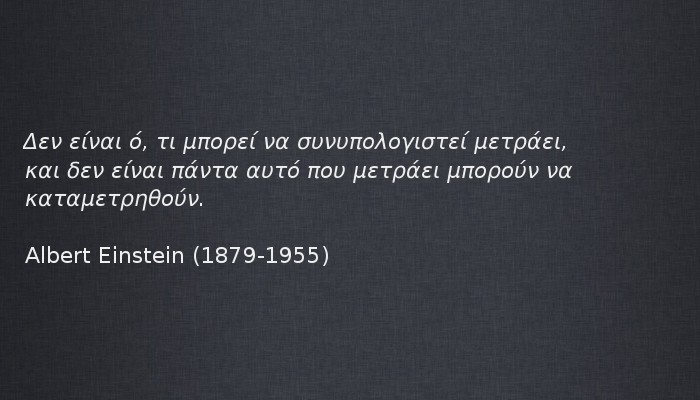 Δεν είναι ό, τι μπορεί να συνυπολογιστεί μετράει,
και δεν είναι πάντα αυτό που μετράει μπορούν να
καταμετρηθούν.
Albert Einstein (1879-1955)